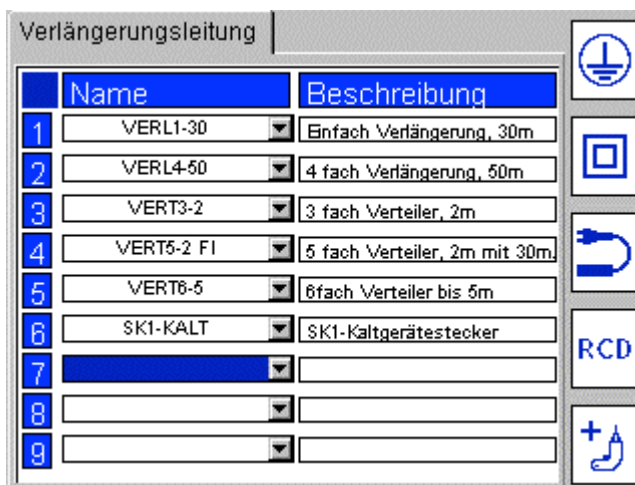 Verlängerungsleitung
Name Beschreibung
1 VERL1-30 Einfach Verlängerung, 30m
2 VERL4-50 4 fach Verlängerung, 50m
3 VERT3-2 3 fach Verteiler, 2m
4 VERT5-2 FI 5 fach Verteiler, 2m mit 30m.
5 VERT6-5 6fach Verteiler bis 5m
6 SK1-KALT SK1-Kaltgerätestecker
7
8
9
RCD